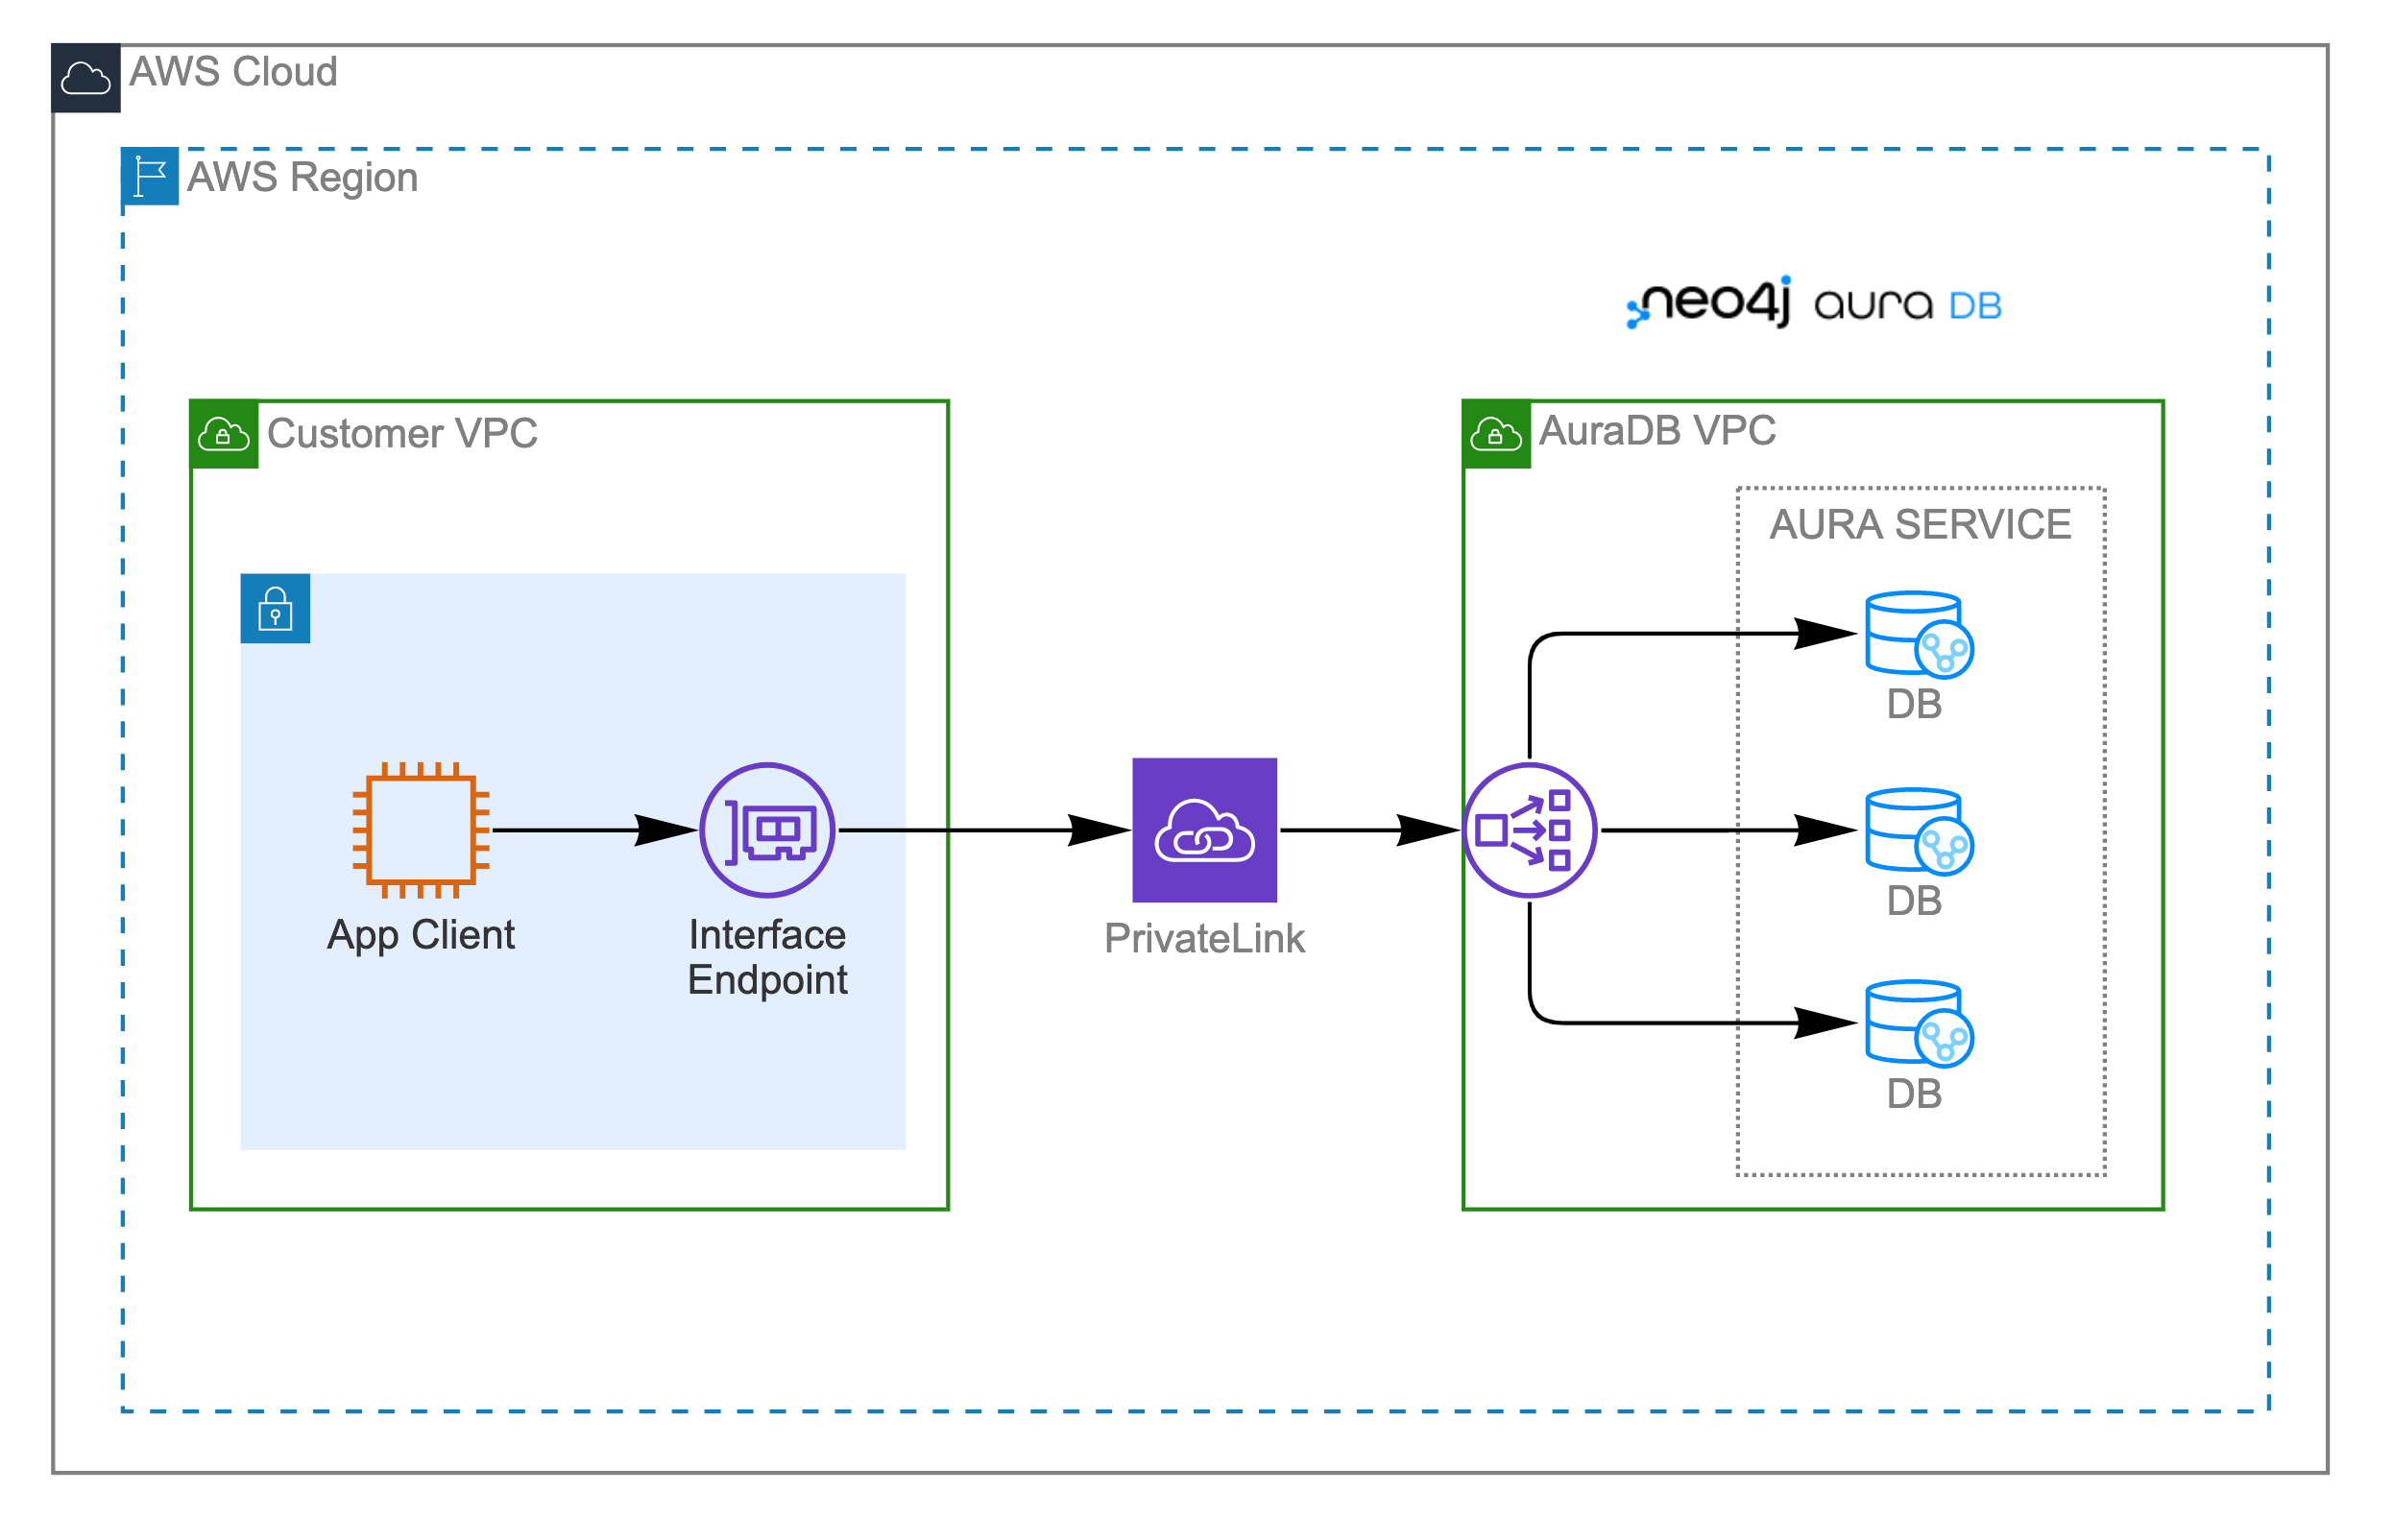 AWS Cloud
AWS Region
neo4j aura DB
Customer VPC
AuraDB VPC
AURA SERVICE
DB
App Client
Interface
Endpoint
PrivateLink
DB
DB